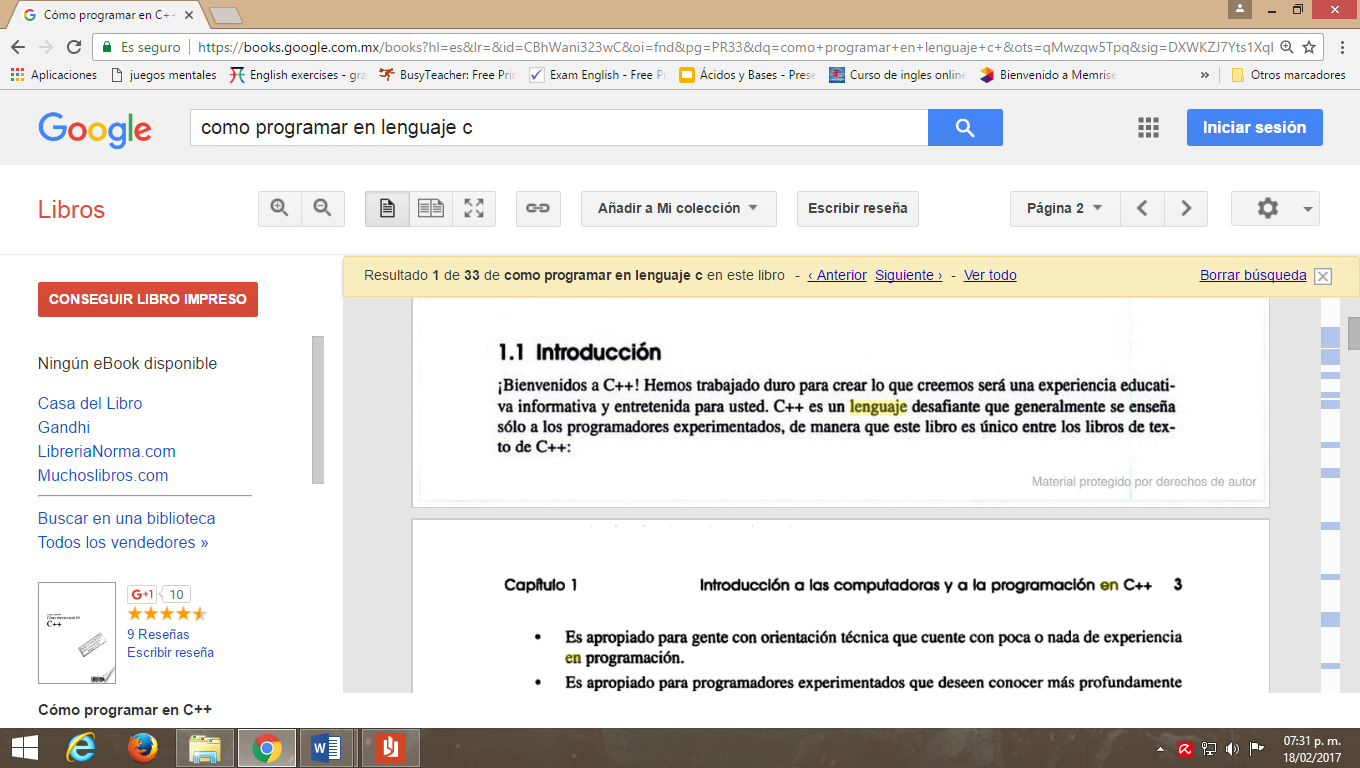 Cómo programar en C++
Es seguro
https://books.google.com.mx/books?hl=es&lr=&id=CBhWani323wC&oi=fnd&pg=PR33&dq=como+programar+en+lenguaje+c+&ots=qMwzqw5Tpq&sig=DXWKZJ7Yts1XqI
Aplicaciones
juegos mentales
English exercises - gra
BusyTeacher: Free Prin
Exam English - Free P
Ácidos y Bases - Prese
Curso de ingles online
Bienvenido a Memrise
»
Otros marcadores
Google
como programar en lenguaje c
Iniciar sesión
Libros
Añadir a Mi colección
Escribir reseña
Página 2
CONSEGUIR LIBRO IMPRESO
Ningún eBook disponible
Casa del Libro
Gandhi
LibreriaNorma.com
Muchoslibros.com
Buscar en una biblioteca
Todos los vendedores »
CÓMO PROGRAMAR EN
C++
G+1 10
9 Reseñas
Escribir reseña
Cómo programar en C++
Resultado 1 de 33 de como programar en lenguaje c en este libro - ‹ Anterior Siguiente › - Ver todo
Borrar búsqueda
1.1 Introducción
¡Bienvenidos a C++! Hemos trabajado duro para crear lo que creemos será una experiencia educati-
va informativa y entretenida para usted. C++ es un lenguaje desafiante que generalmente se enseña
sólo a los programadores experimentados, de manera que este libro es único entre los libros de tex-
to de C++:
Material protegido por derechos de autor
Capítulo 1 Introducción a las computadoras y a la programación en C++ 3
• Es apropiado para gente con orientación técnica que cuente con poca o nada de experiencia
en programación.
• Es apropiado para programadores experimentados que deseen conocer más profundamente
07:31 p. m.
18/02/2017